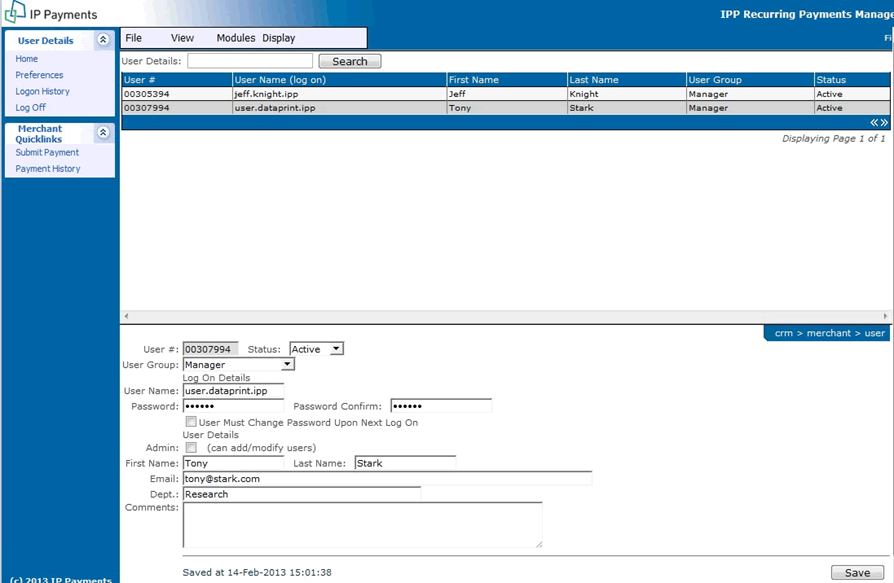 IP Payments
IPP Recurring Payments Manage
User Details
Home
Preferences
Logon History
Log Off
Merchant
Quicklinks
Submit Payment
Payment History
File View Modules Display
Fi
User Details: Search
User # User Name (log on) First Name Last Name User Group Status
00305394 jeff.knight.ipp Jeff Knight Manager Active
00307994 user.dataprint.ipp Tony Stark Manager Active
Displaying Page 1 of 1
crm > merchant > user
User #: 00307994 Status: Active
User Group: Manager
Log On Details
User Name: user.dataprint.ipp
Password: •••••• Password Confirm: ••••••
User Must Change Password Upon Next Log On
User Details
Admin: (can add/modify users)
First Name: Tony Last Name: Stark
Email: tony@stark.com
Dept.: Research
Comments:
Saved at 14-Feb-2013 15:01:38 Save
(c) 2013 IP Payments